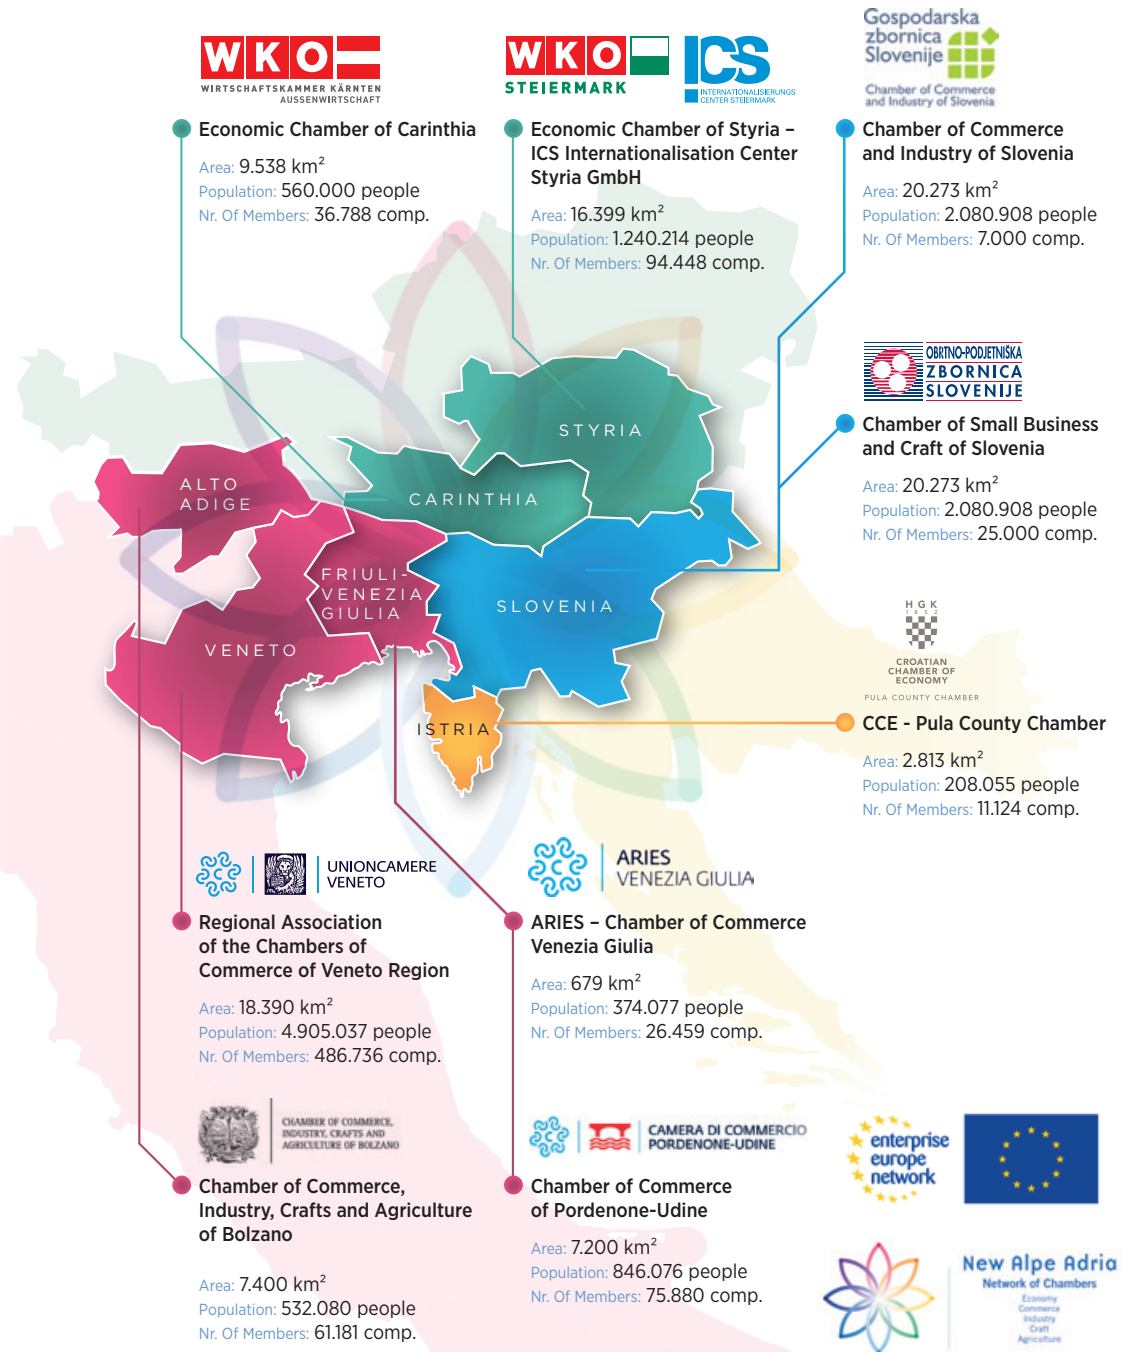 WKO
WIRTSCHAFTSKAMMER KÄRNTEN
AUSSENWIRTSCHAFT
Economic Chamber of Carinthia
Area: 9.538 km²
Population: 560.000 people
Nr. Of Members: 36.788 comp.
WKO
STEIERMARK
ICS
INTERNATIONALISIERUNGS
CENTER STEIERMARK
Economic Chamber of Styria –
ICS Internationalisation Center
Styria GmbH
Area: 16.399 km²
Population: 1.240.214 people
Nr. Of Members: 94.448 comp.
Gospodarska
zbornica
Slovenije
Chamber of Commerce
and Industry of Slovenia
Chamber of Commerce
and Industry of Slovenia
Area: 20.273 km²
Population: 2.080.908 people
Nr. Of Members: 7.000 comp.
OBRTNO-PODJETNIŠKA
ZBORNICA
SLOVENIJE
Chamber of Small Business
and Craft of Slovenia
Area: 20.273 km²
Population: 2.080.908 people
Nr. Of Members: 25.000 comp.
STYRIA
CARINTHIA
ALTO
ADIGE
FRIULI-
VENEZIA
GIULIA
SLOVENIA
VENETO
ISTRIA
HGK
1852
CROATIAN
CHAMBER OF
ECONOMY
PULA COUNTY CHAMBER
CCE - Pula County Chamber
Area: 2.813 km²
Population: 208.055 people
Nr. Of Members: 11.124 comp.
UNIONCAMERE
VENETO
Regional Association
of the Chambers of
Commerce of Veneto Region
Area: 18.390 km²
Population: 4.905.037 people
Nr. Of Members: 486.736 comp.
ARIES
VENEZIA GIULIA
ARIES – Chamber of Commerce
Venezia Giulia
Area: 679 km²
Population: 374.077 people
Nr. Of Members: 26.459 comp.
CHAMBER OF COMMERCE,
INDUSTRY, CRAFTS AND
AGRICULTURE OF BOLZANO
Chamber of Commerce,
Industry, Crafts and Agriculture
of Bolzano
Area: 7.400 km²
Population: 532.080 people
Nr. Of Members: 61.181 comp.
CAMERA DI COMMERCIO
PORDENONE-UDINE
Chamber of Commerce
of Pordenone-Udine
Area: 7.200 km²
Population: 846.076 people
Nr. Of Members: 75.880 comp.
enterprise
europe
network
New Alpe Adria
Network of Chambers
Economy
Commerce
Industry
Craft
Agriculture